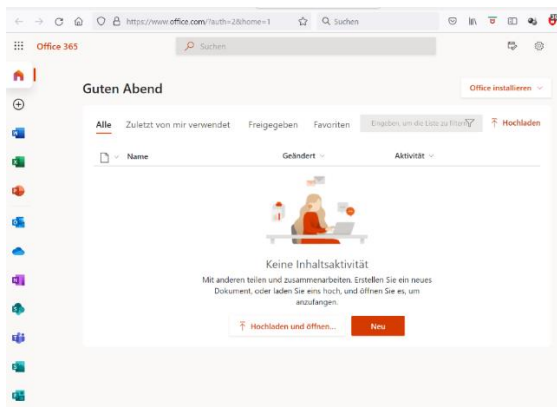 https://www.office.com/?auth=2&home=1
Suchen
Office 365
Suchen
Guten Abend
Office installieren
Alle Zuletzt von mir verwendet Freigegeben Favoriten Eingeben, um die Liste zu filtern Hochladen
Name Geändert Aktivität
Keine Inhaltsaktivität
Mit anderen teilen und zusammenarbeiten. Erstellen Sie ein neues
Dokument, oder laden Sie eins hoch, und öffnen Sie es, um
anzufangen.
Hochladen und öffnen... Neu